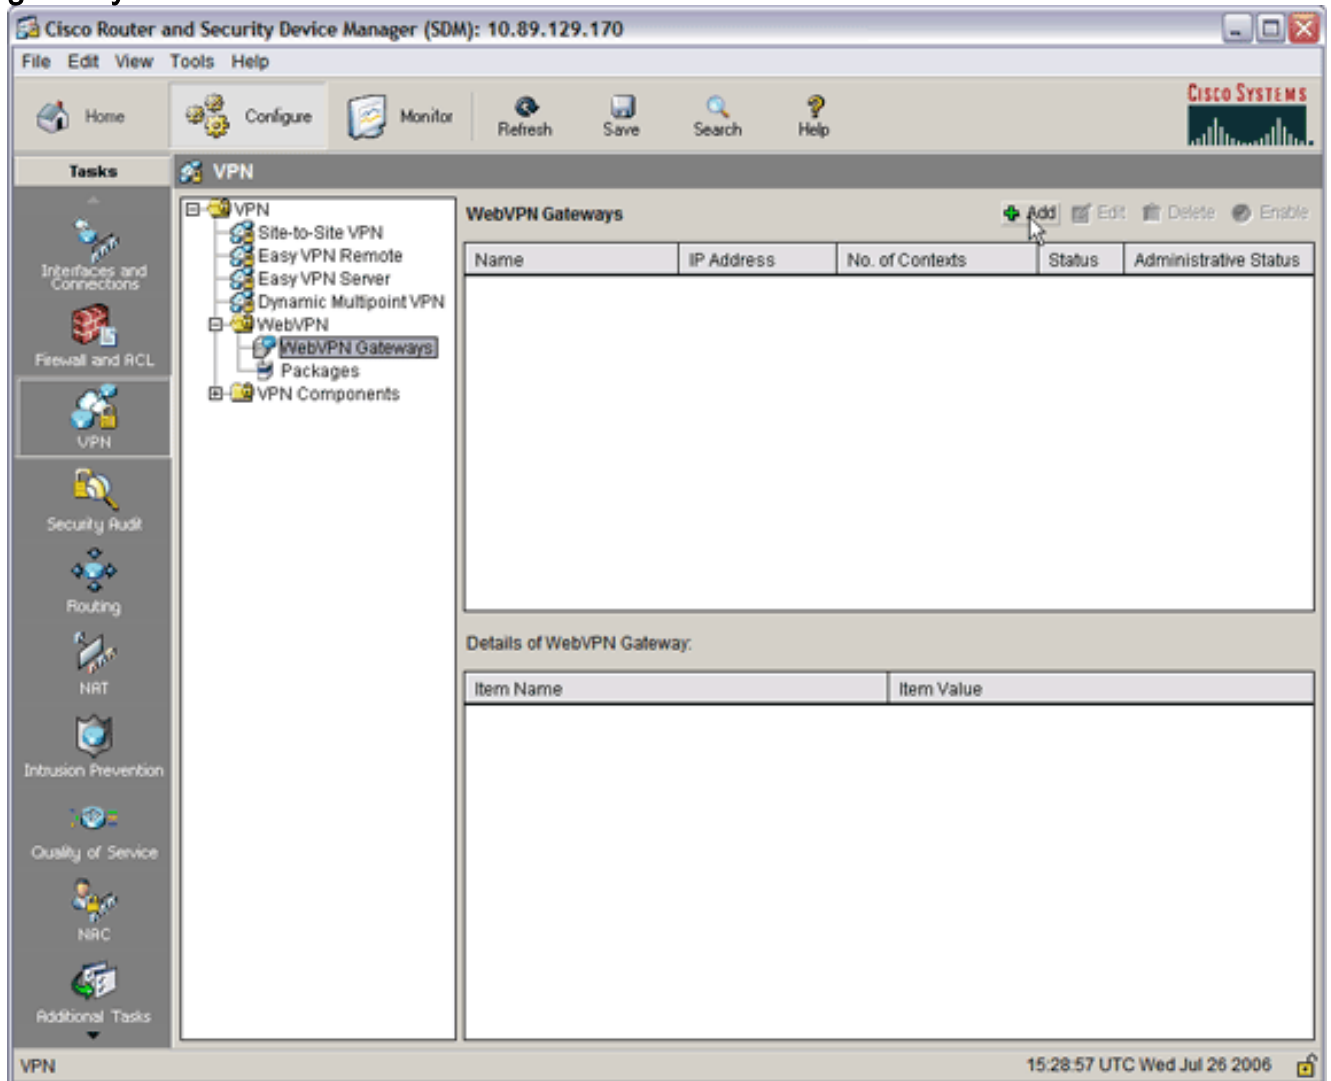 Cisco Router and Security Device Manager (SDM): 10.89.129.170
File Edit View Tools Help
Home Configure Monitor Refresh Save Search Help
CISCO SYSTEMS
Tasks
VPN
Interfaces and
Connections
Firewall and ACL
VPN
Security Audit
Routing
NAT
Intrusion Prevention
Quality of Service
NAC
Additional Tasks
VPN
Site-to-Site VPN
Easy VPN Remote
Easy VPN Server
Dynamic Multipoint VPN
WebVPN
WebVPN Gateways
Packages
VPN Components
WebVPN Gateways
Add Edit Delete Enable
Name IP Address No. of Contexts Status Administrative Status
Details of WebVPN Gateway:
Item Name Item Value
VPN
15:28:57 UTC Wed Jul 26 2006